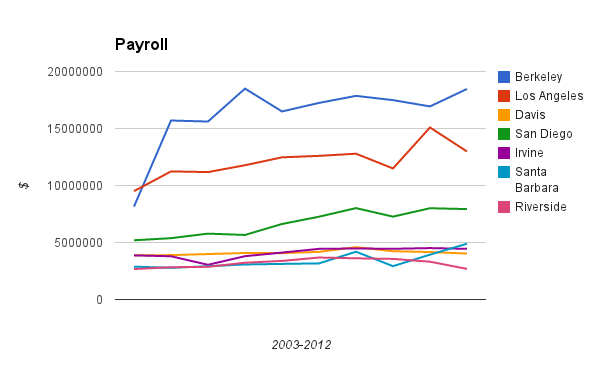 Payroll
20000000
15000000
10000000
5000000
0
$
2003-2012
Berkeley
Los Angeles
Davis
San Diego
Irvine
Santa
Barbara
Riverside